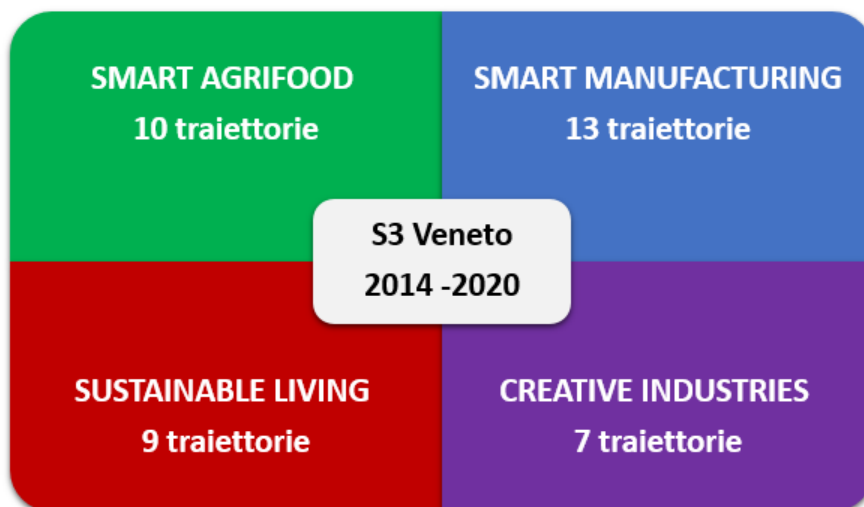 SMART AGRIFOOD
10 traiettorie
SMART MANUFACTURING
13 traiettorie
S3 Veneto
2014 -2020
SUSTAINABLE LIVING
9 traiettorie
CREATIVE INDUSTRIES
7 traiettorie